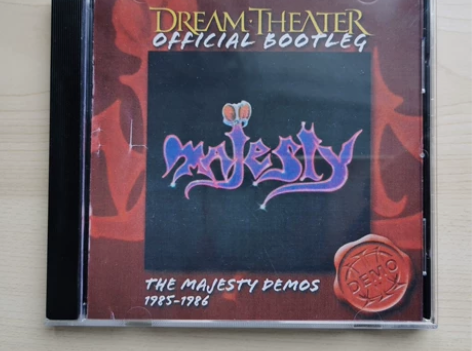 DREAM·THEATER
OFFICIAL BOOTLEG
majesty
THE MAJESTY DEMOS
1985-1986
DEMO